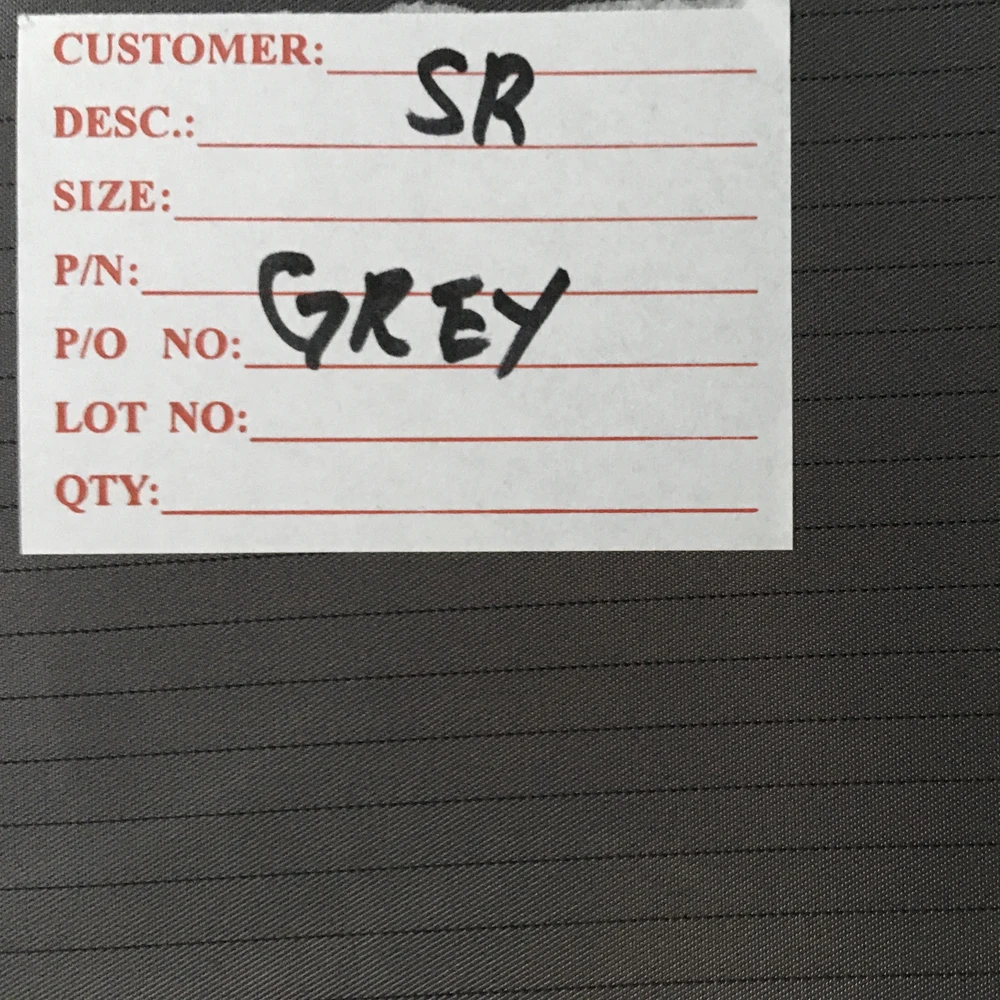 CUSTOMER:
SR
DESC.:
SIZE:
P/N:
GREY
P/O NO:
LOT NO:
QTY: